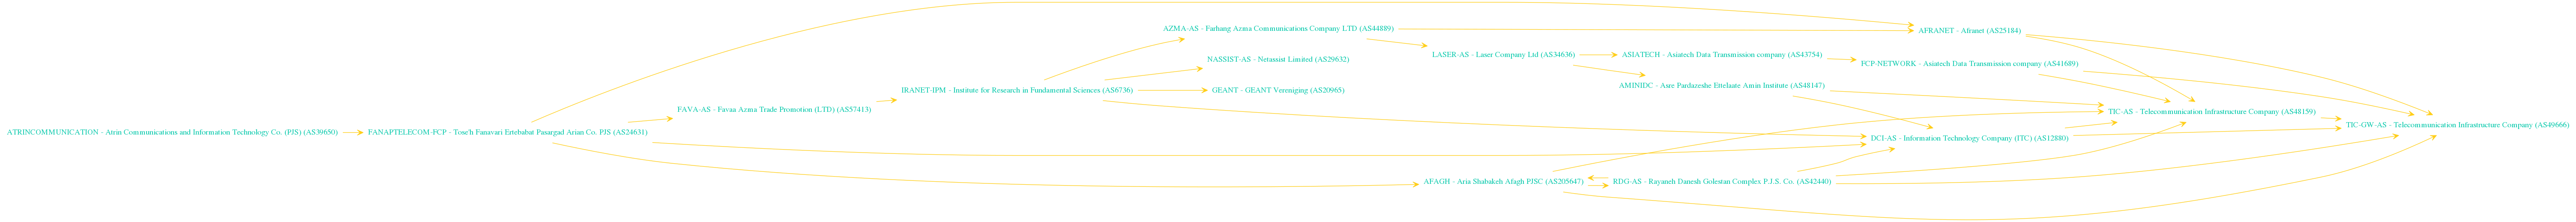 AZMA-AS - Farhang Azma Communications Company LTD (AS44889)
AFRANET - Afranet (AS25184)
LASER-AS - Laser Company Ltd (AS34636)
ASIATECH - Asiatech Data Transmission company (AS43754)
NASSIST-AS - Netassist Limited (AS29632)
FCP-NETWORK - Asiatech Data Transmission company (AS41689)
AMINIDC - Asre Pardazeshe Ettelaate Amin Institute (AS48147)
IRANET-IPM - Institute for Research in Fundamental Sciences (AS6736)
GEANT - GEANT Vereniging (AS20965)
FAVA-AS - Favaa Azma Trade Promotion (LTD) (AS57413)
TIC-AS - Telecommunication Infrastructure Company (AS48159)
TIC-GW-AS - Telecommunication Infrastructure Company (AS49666)
ATRINCOMMUNICATION - Atrin Communications and Information Technology Co. (PJS) (AS39650)
FANAPTELECOM-FCP - Tose'h Fanavari Ertebabat Pasargad Arian Co. PJS (AS24631)
DCI-AS - Information Technology Company (ITC) (AS12880)
AFAGH - Aria Shabakeh Afagh PJSC (AS205647)
RDG-AS - Rayaneh Danesh Golestan Complex P.J.S. Co. (AS42440)